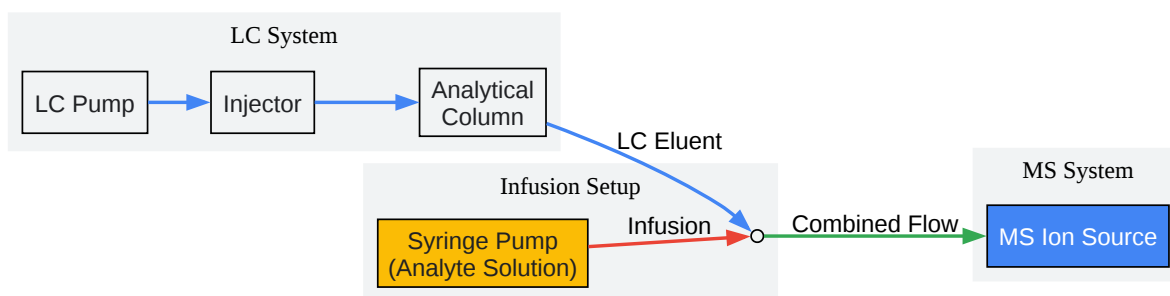 LC System
LC Pump
Injector
Analytical
Column
LC Eluent
Infusion Setup
Syringe Pump
(Analyte Solution)
Infusion
Combined Flow
MS System
MS Ion Source